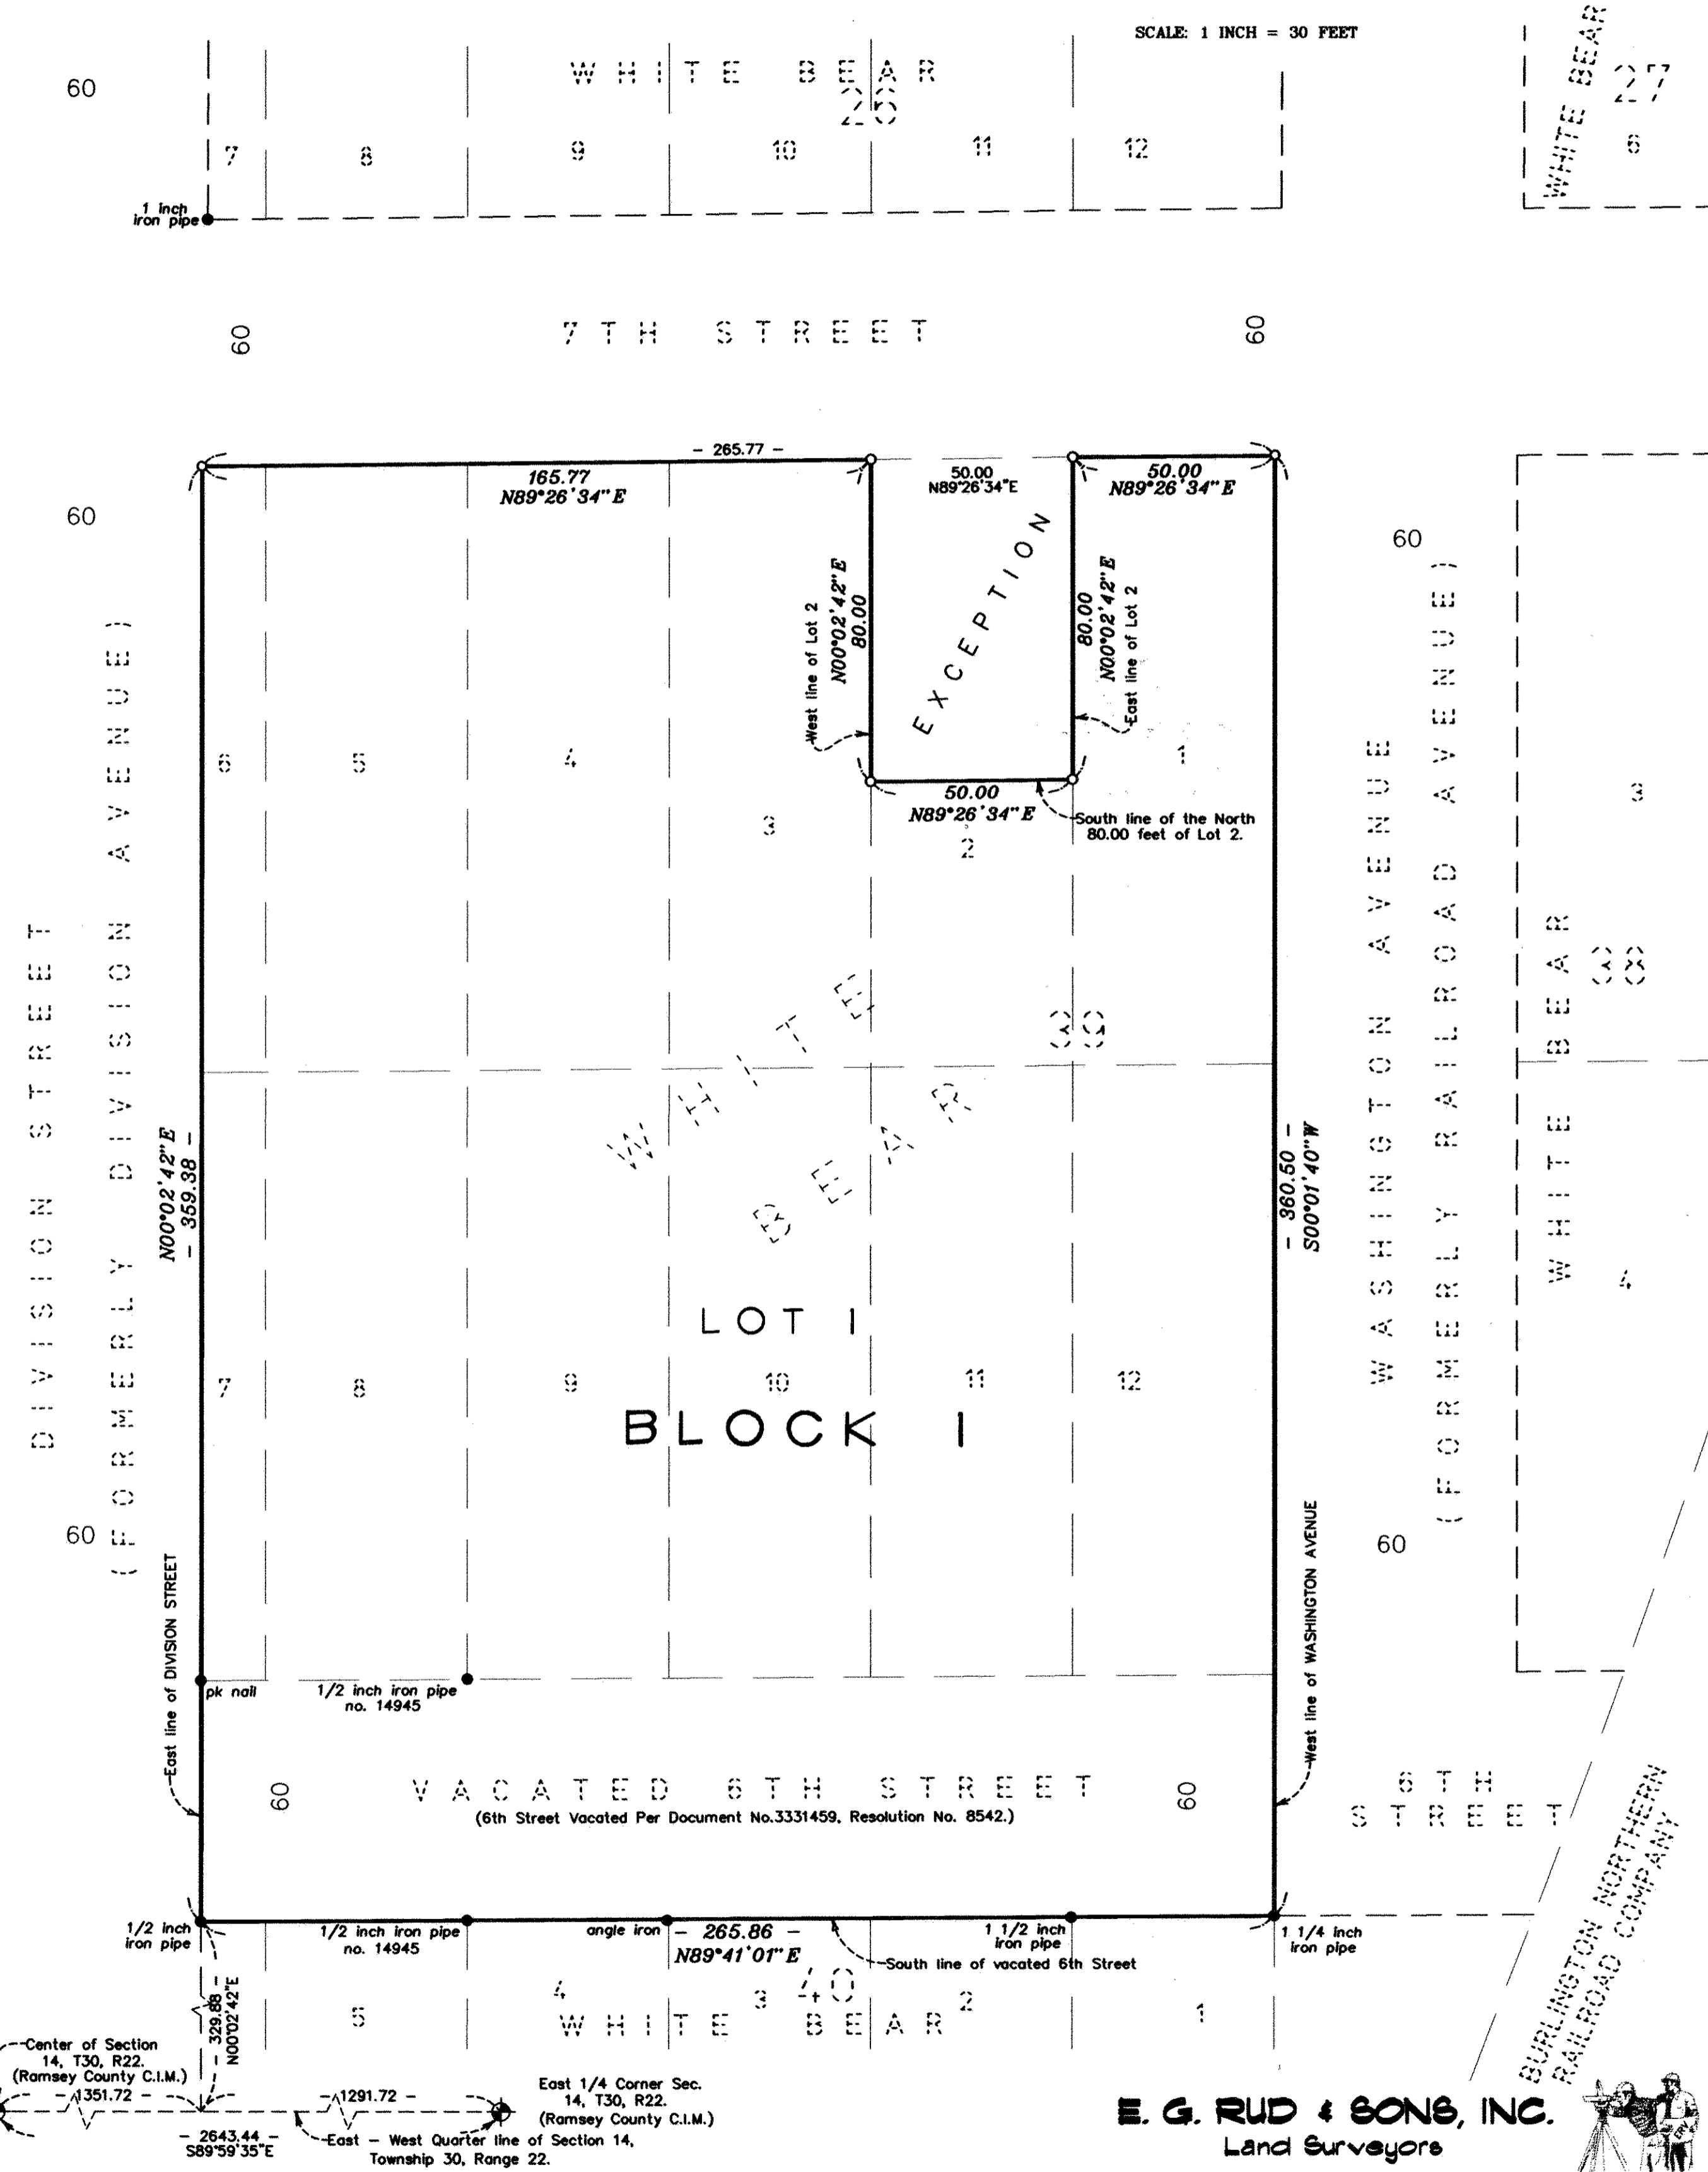 SCALE: 1 INCH = 30 FEET
60
WHITE BEAR
26
WHITE BEAR
27
7
8
9
10
11
12
6
1 inch
iron pipe
60
7TH STREET
60
- 265.77 -
165.77
N89°26'34"E
50.00
N89°26'34"E
50.00
N89°26'34"E
60
60
EXCEPTION
West line of Lot 2
N00°02'42"E
80.00
80.00
N00°02'42"E
East line of Lot 2
6
5
4
3
2
1
50.00
N89°26'34"E
South line of the North
80.00 feet of Lot 2.
DIVISION STREET
(FORMERLY DIVISION AVENUE)
WASHINGTON AVENUE
(FORMERLY RAILROAD AVENUE)
3
WHITE BEAR
38
4
WHITE
BEAR
39
N00°02'42"E
- 359.38 -
- 360.50 -
S00°01'40"W
LOT 1
7
8
9
10
11
12
BLOCK 1
60
60
East line of DIVISION STREET
West line of WASHINGTON AVENUE
pk nail
1/2 inch iron pipe
no. 14945
60
VACATED 6TH STREET
60
(6th Street Vacated Per Document No.3331459, Resolution No. 8542.)
6TH
STREET
BURLINGTON NORTHERN
RAILROAD COMPANY
1/2 inch
iron pipe
1/2 inch iron pipe
no. 14945
angle iron
- 265.86 -
N89°41'01"E
1 1/2 inch
iron pipe
1 1/4 inch
iron pipe
South line of vacated 6th Street
5
4
3
40
2
1
WHITE BEAR
- 329.88 -
N00°02'42"E
Center of Section
14, T30, R22.
(Ramsey County C.I.M.)
- 1351.72 -
- 1291.72 -
East 1/4 Corner Sec.
14, T30, R22.
(Ramsey County C.I.M.)
- 2643.44 -
S89°59'35"E
East - West Quarter line of Section 14,
Township 30, Range 22.
E. G. RUD & SONS, INC.
Land Surveyors